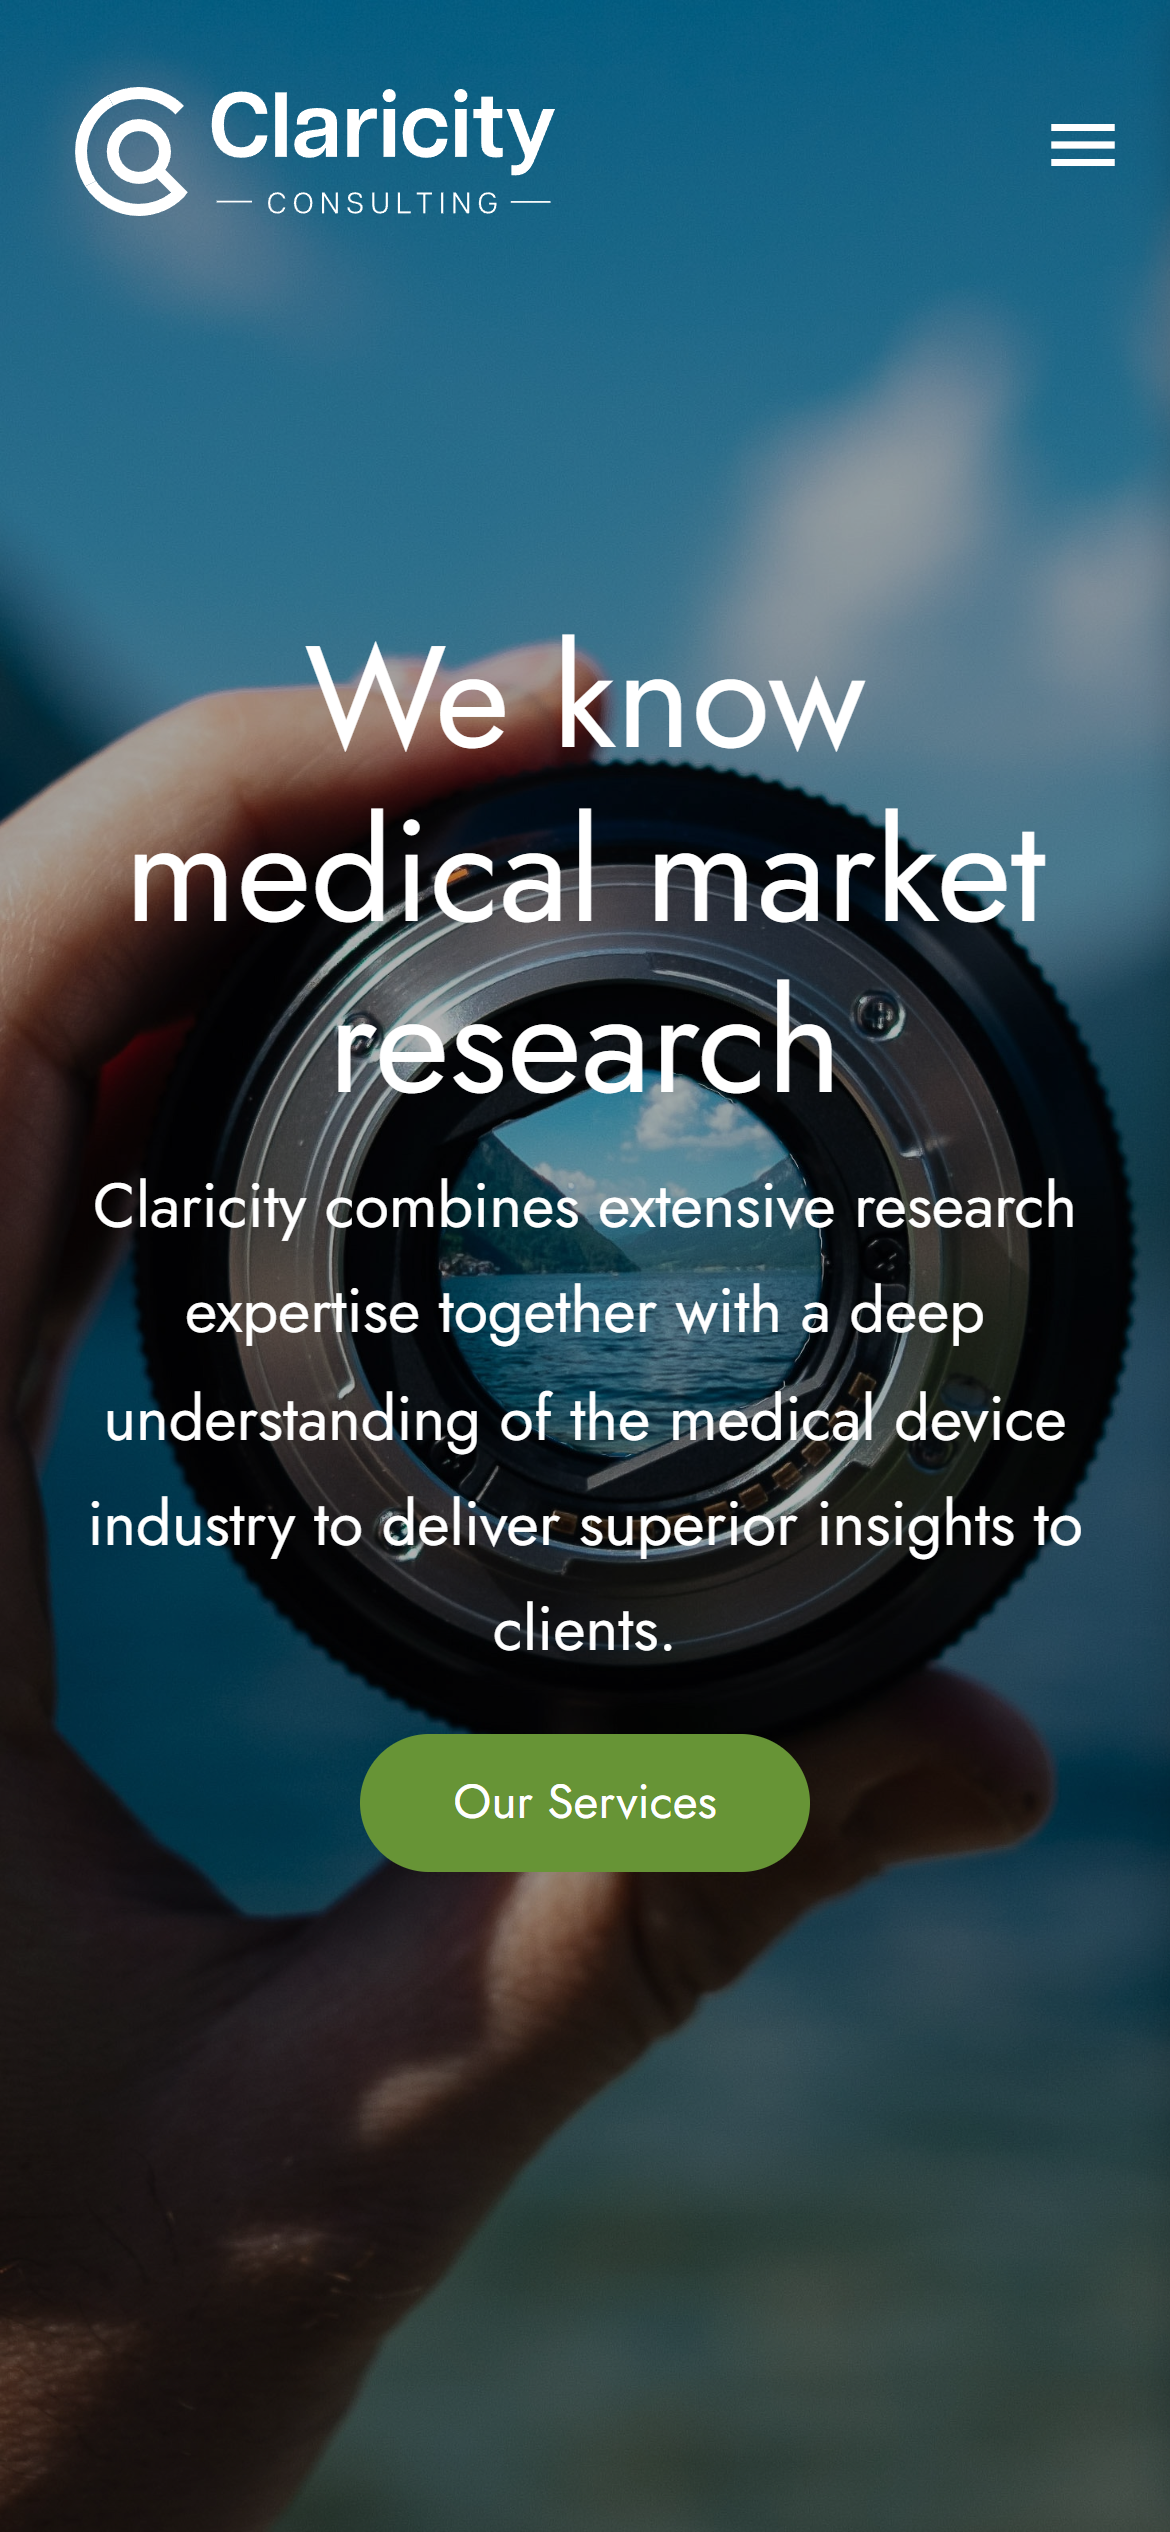 Claricity
CONSULTING
We know
medical market
research
Claricity combines extensive research
expertise together with a deep
understanding of the medical device
industry to deliver superior insights to
clients.
Our Services